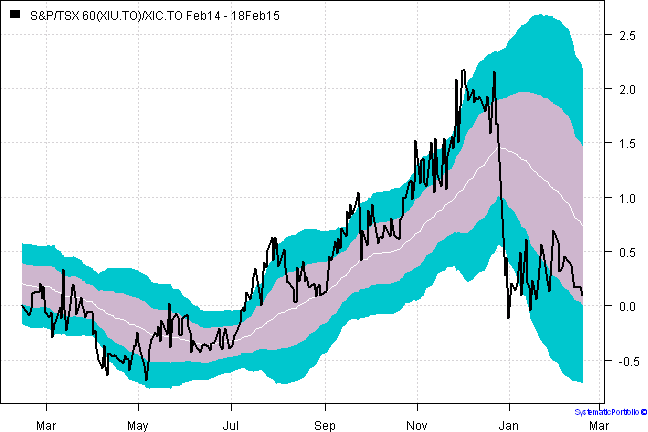 S&P/TSX 60(XIU.TO)/XIC.TO Feb14 - 18Feb15
2.5
2.0
1.5
1.0
0.5
0.0
-0.5
SystematicPortfolio ©
Mar May Jul Sep Nov Jan Mar